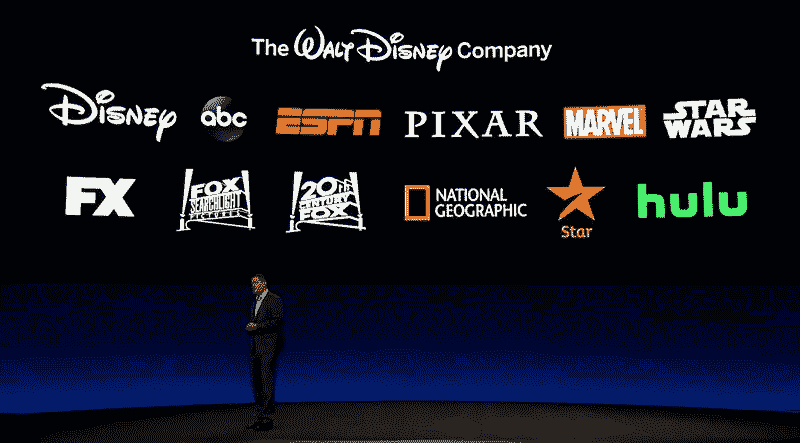 The WALT DISNEY Company
DISNEY abc ESPN PIXAR MARVEL STAR WARS
FX FOX SEARCHLIGHT PICTURES 20th CENTURY FOX NATIONAL GEOGRAPHIC Star hulu